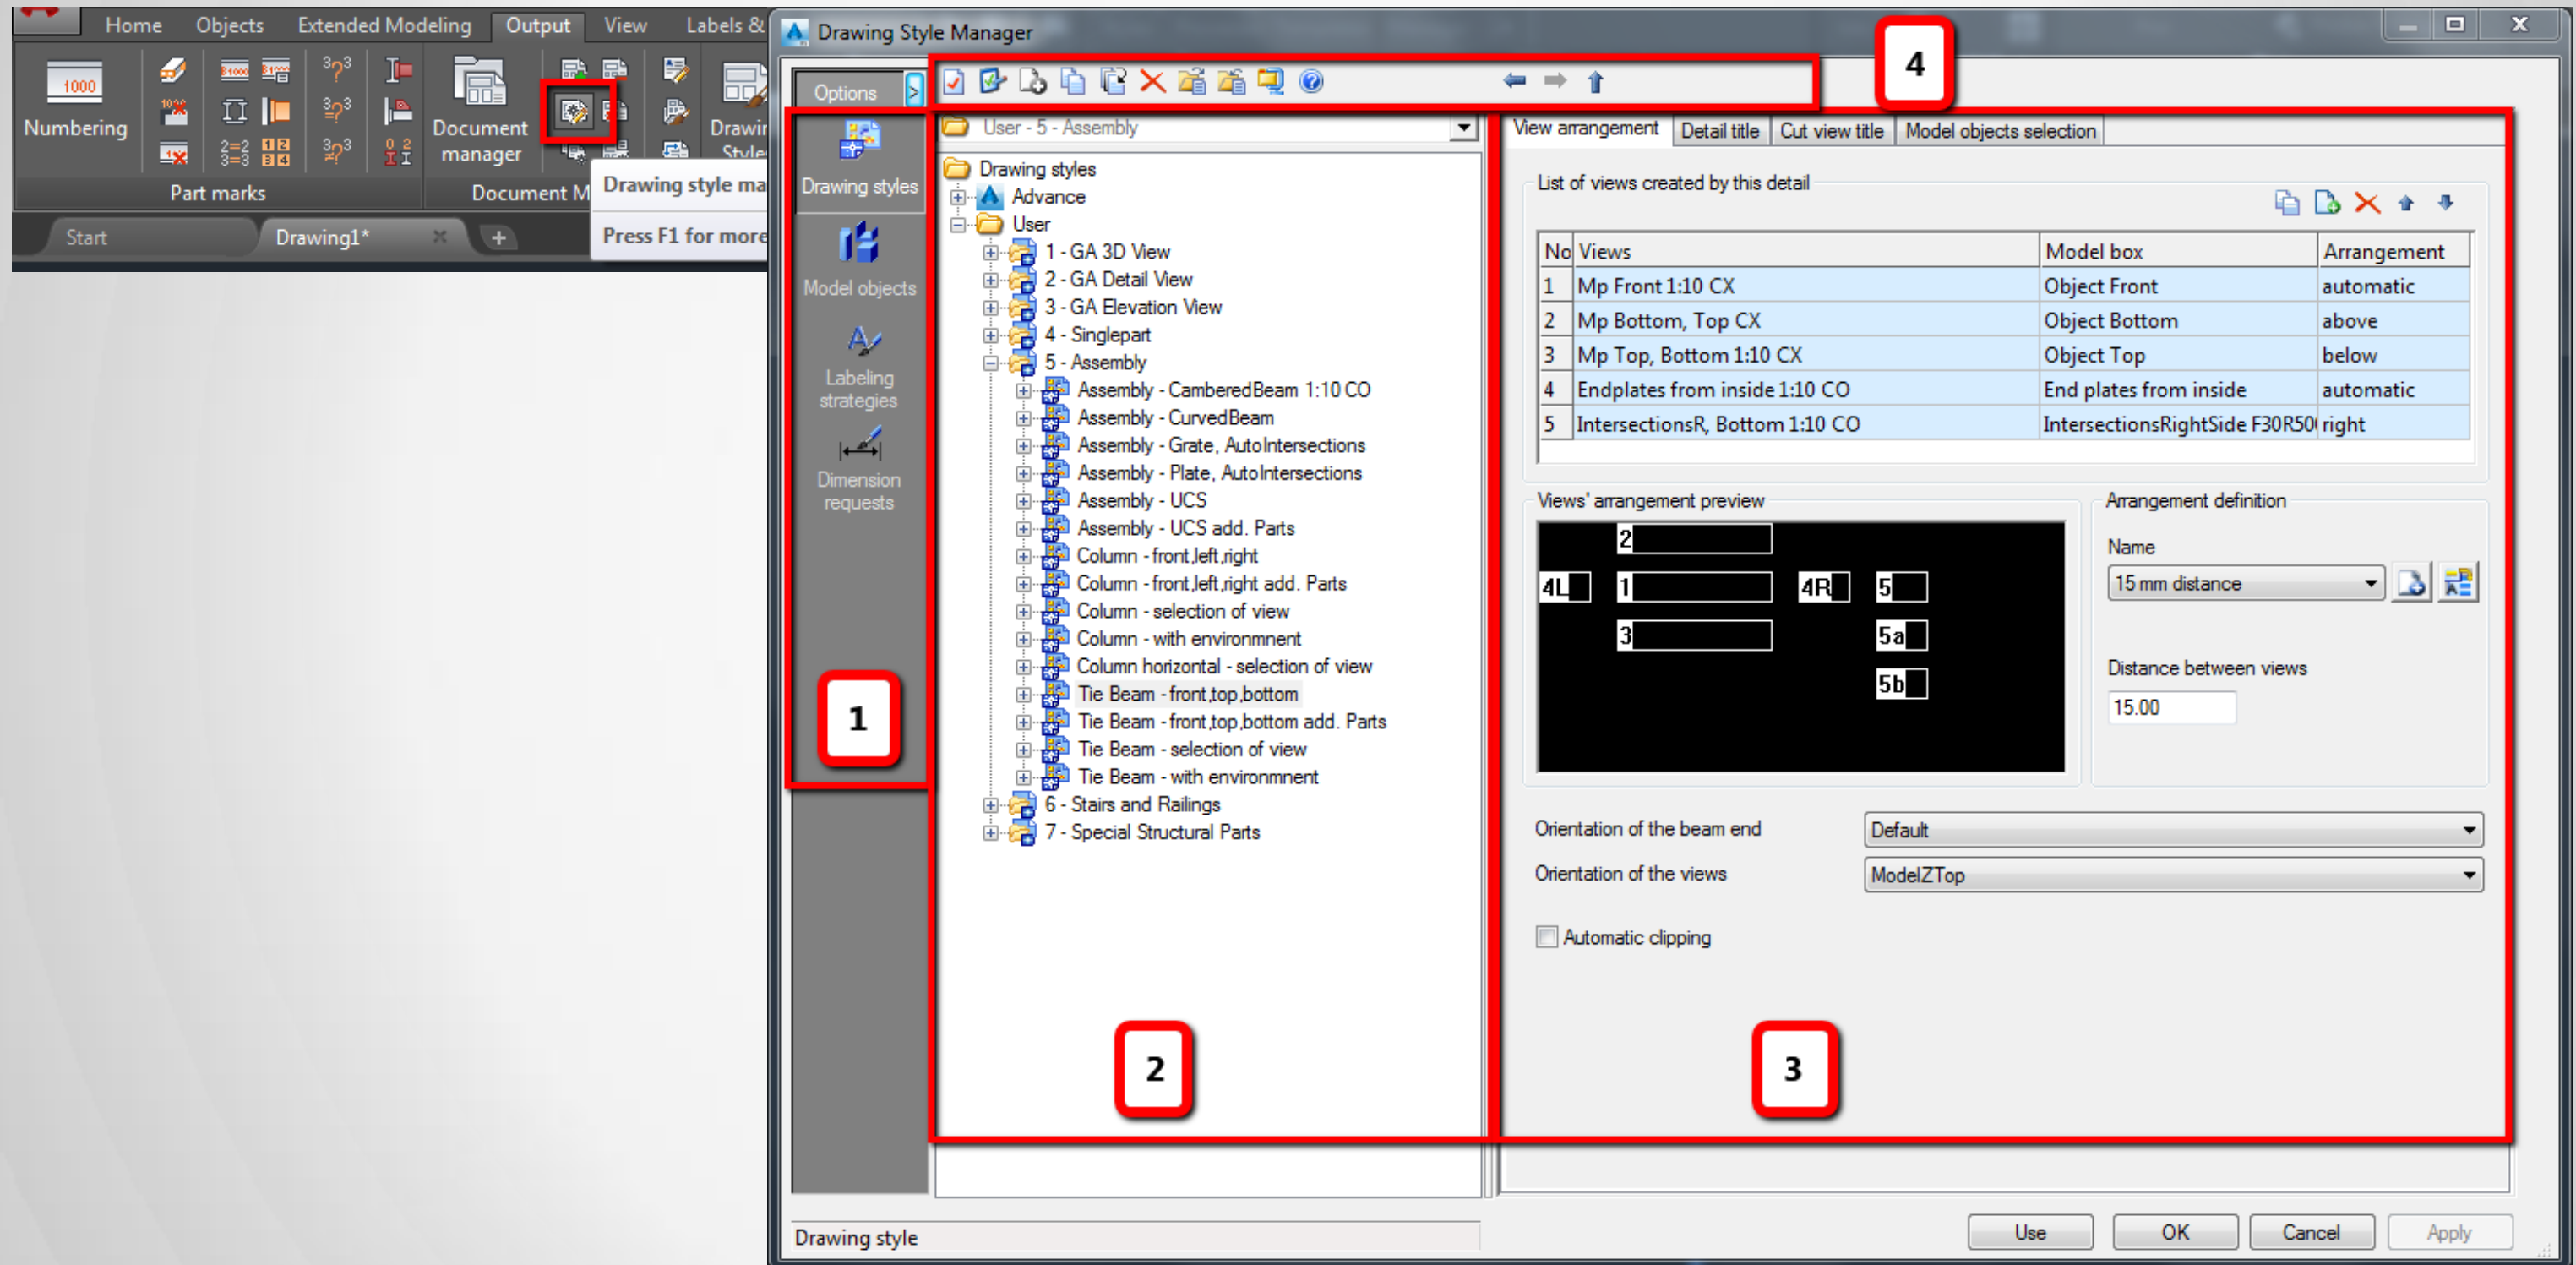 Home Objects Extended Modeling Output View Labels &
1000
Numbering
Document
manager
Part marks
Document M
Drawing style ma
Press F1 for more
Start Drawing1*
Drawing Style Manager
4
Options
User - 5 - Assembly
Drawing styles
Model objects
Labeling
strategies
Dimension
requests
1
Drawing styles
Advance
User
1 - GA 3D View
2 - GA Detail View
3 - GA Elevation View
4 - Singlepart
5 - Assembly
Assembly - CamberedBeam 1:10 CO
Assembly - CurvedBeam
Assembly - Grate, AutoIntersections
Assembly - Plate, AutoIntersections
Assembly - UCS
Assembly - UCS add. Parts
Column - front,left,right
Column - front,left,right add. Parts
Column - selection of view
Column - with environmnent
Column horizontal - selection of view
Tie Beam - front,top,bottom
Tie Beam - front,top,bottom add. Parts
Tie Beam - selection of view
Tie Beam - with environmnent
6 - Stairs and Railings
7 - Special Structural Parts
2
View arrangement Detail title Cut view title Model objects selection
List of views created by this detail
No Views Model box Arrangement
1 Mp Front 1:10 CX Object Front automatic
2 Mp Bottom, Top CX Object Bottom above
3 Mp Top, Bottom 1:10 CX Object Top below
4 Endplates from inside 1:10 CO End plates from inside automatic
5 IntersectionsR, Bottom 1:10 CO IntersectionsRightSide F30R50 right
Views' arrangement preview
2
4L 1 4R 5
3 5a
5b
Arrangement definition
Name
15 mm distance
Distance between views
15.00
Orientation of the beam end Default
Orientation of the views ModelZTop
Automatic clipping
3
Drawing style
Use OK Cancel Apply